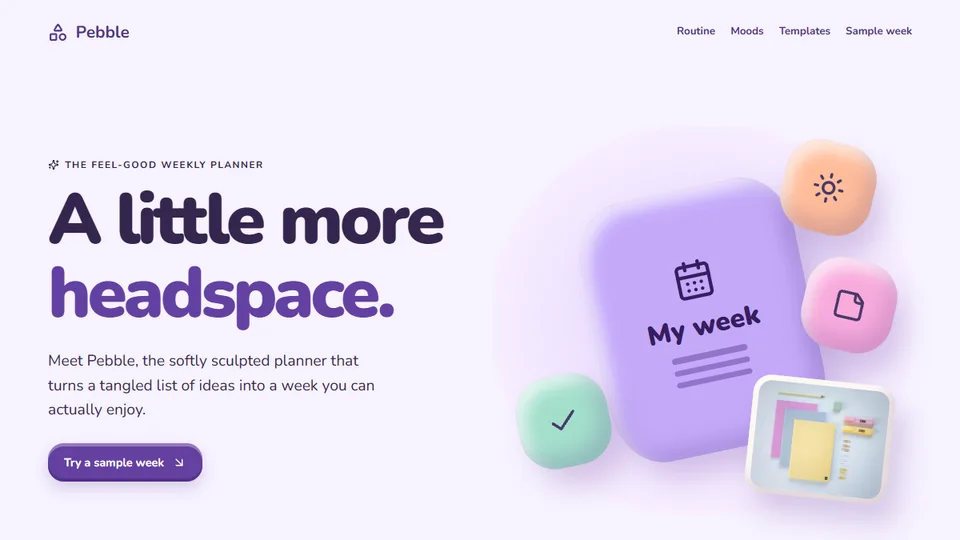 Pebble
Routine
Moods
Templates
Sample week
THE FEEL-GOOD WEEKLY PLANNER
A little more
headspace.
Meet Pebble, the softly sculpted planner that
turns a tangled list of ideas into a week you can
actually enjoy.
Try a sample week
My week